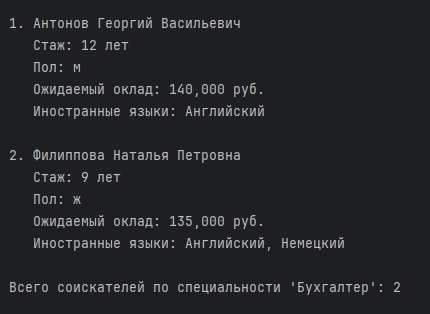 1. Антонов Георгий Васильевич
Стаж: 12 лет
Пол: м
Ожидаемый оклад: 140,000 руб.
Иностранные языки: Английский
2. Филиппова Наталья Петровна
Стаж: 9 лет
Пол: ж
Ожидаемый оклад: 135,000 руб.
Иностранные языки: Английский, Немецкий
Всего соискателей по специальности 'Бухгалтер': 2